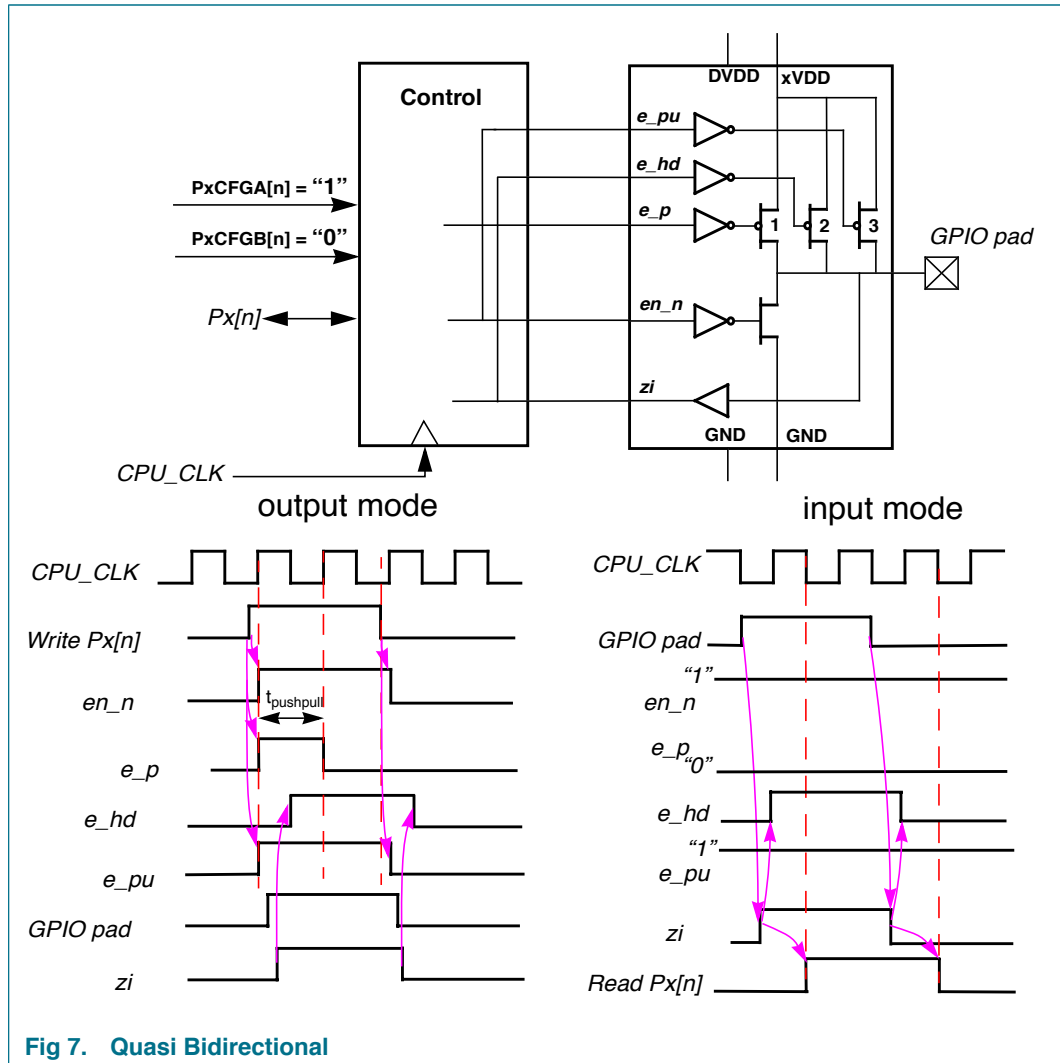 DVDD xVDD
Control
e_pu
e_hd
PxCFGA[n] = “1”
e_p
1 2 3
PxCFGB[n] = “0”
GPIO pad
Px[n]
en_n
zi
GND GND
CPU_CLK
output mode
CPU_CLK
Write Px[n]
en_n
tpushpull
e_p
e_hd
e_pu
GPIO pad
zi
input mode
CPU_CLK
GPIO pad
“1”
en_n
e_p
“0”
e_hd
“1”
e_pu
zi
Read Px[n]
Fig 7. Quasi Bidirectional